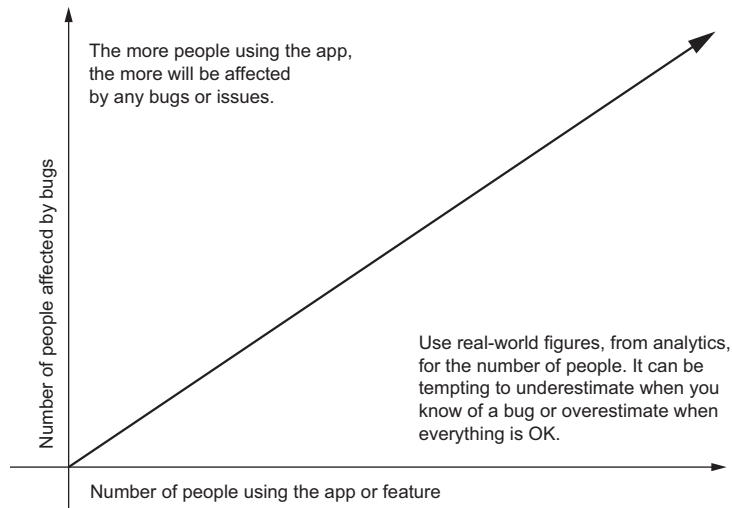 The more people using the app,
the more will be affected
by any bugs or issues.
Number of people affected by bugs
Use real-world figures, from analytics,
for the number of people. It can be
tempting to underestimate when you
know of a bug or overestimate when
everything is OK.
Number of people using the app or feature